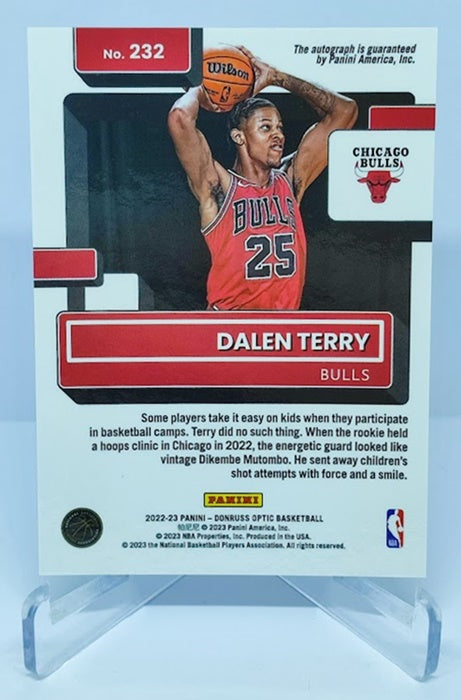 No. 232
The autograph is guaranteed
by Panini America, Inc.
Wilson
CHICAGO
BULLS
BULLS
25
DALEN TERRY
BULLS
Some players take it easy on kids when they participate
in basketball camps. Terry did no such thing. When the rookie held
a hoops clinic in Chicago in 2022, the energetic guard looked like
vintage Dikembe Mutombo. He sent away children's
shot attempts with force and a smile.
PANINI
2022-23 PANINI – DONRUSS OPTIC BASKETBALL
帕尼尼 © 2023 Panini America, Inc.
© 2023 NBA Properties, Inc. Produced in the USA.
© 2023 the National Basketball Players Association. All rights reserved.